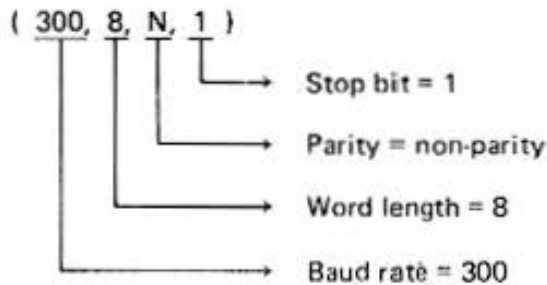 ( 300, 8, N, 1 )
Stop bit = 1
Parity = non-parity
Word length = 8
Baud rate = 300